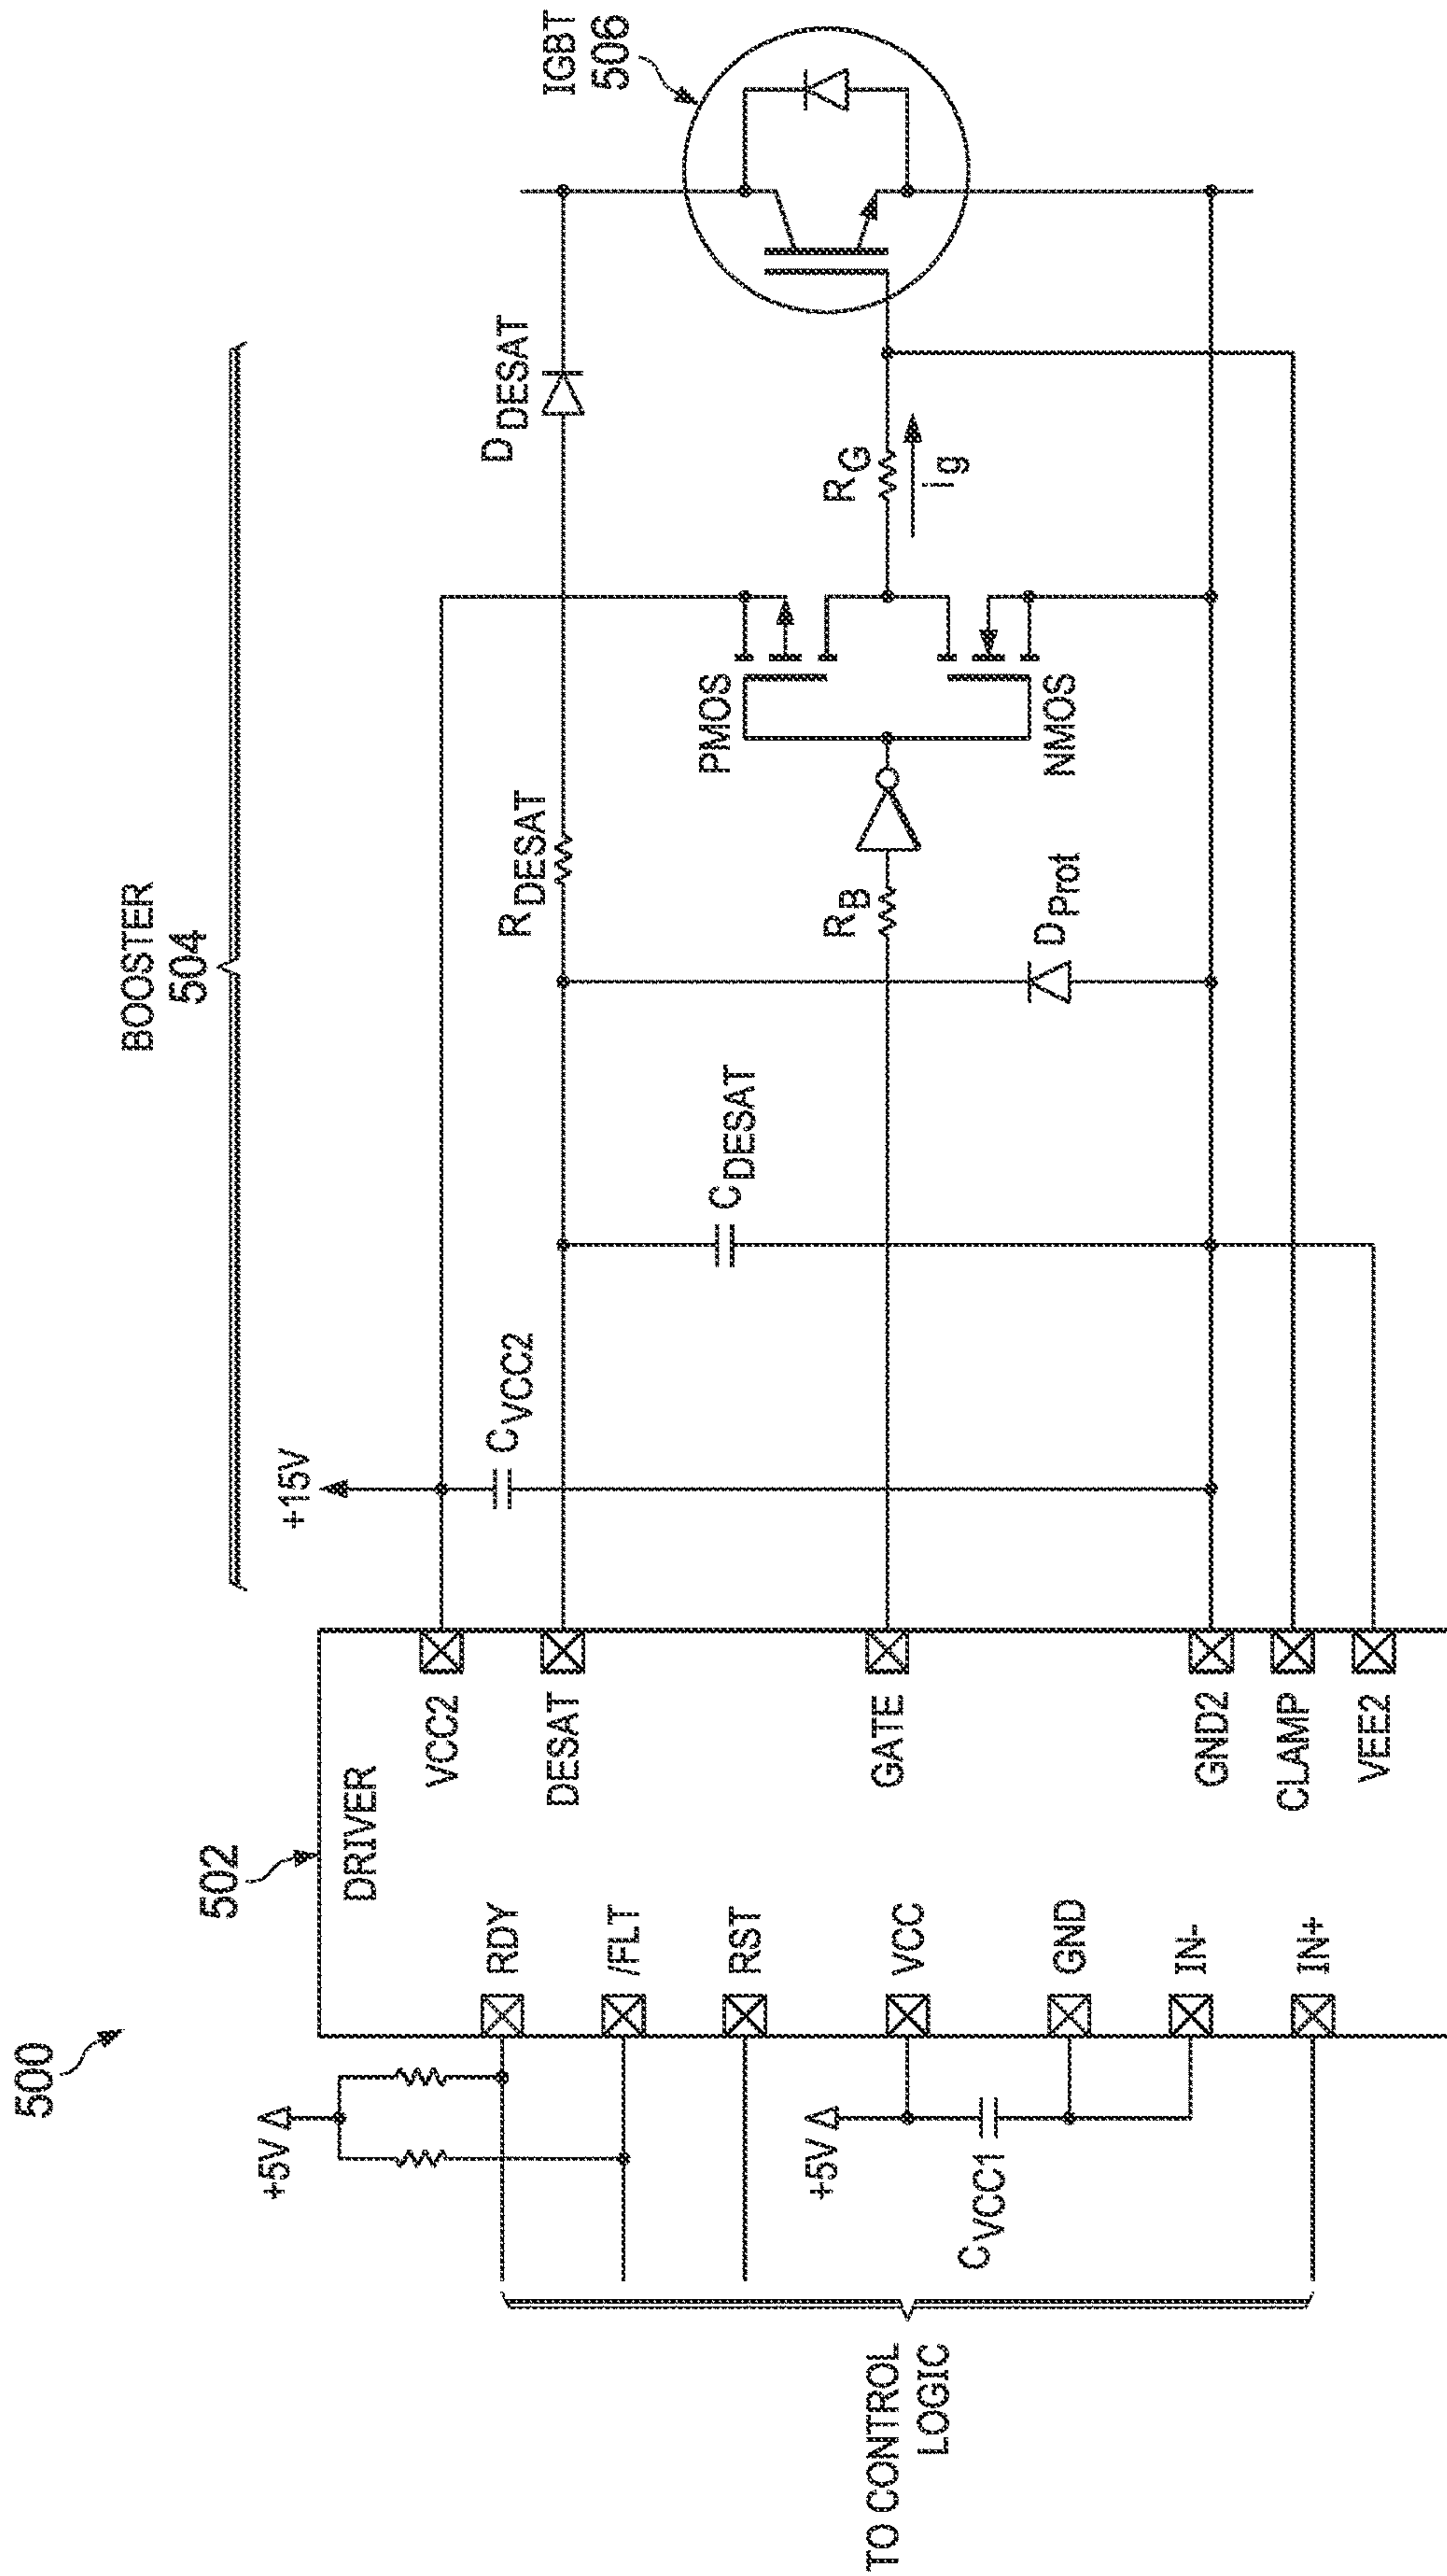 500
BOOSTER
504
IGBT
506
502
DRIVER
+5V
+15V
RDY
/FLT
RST
VCC
GND
IN-
IN+
VCC2
DESAT
GATE
GND2
CLAMP
VEE2
+5V
CVCC1
TO CONTROL
LOGIC
CVCC2
CDESAT
RDESAT
DDESAT
RB
DProt
PMOS
NMOS
RG
ig